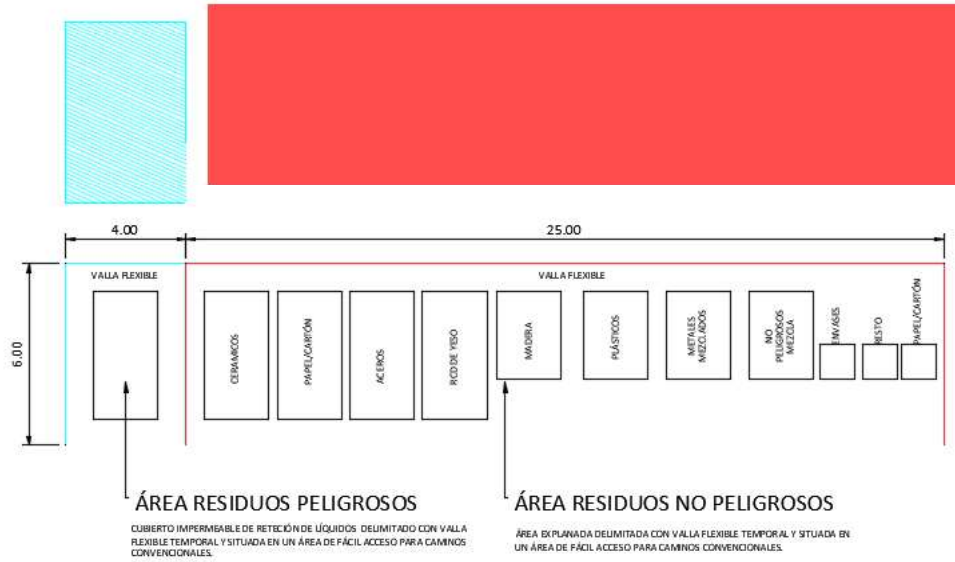 4.00
25.00
6.00
VALLA FLEXIBLE
VALLA FLEXIBLE
CERAMICOS
PAPEL/CARTÓN
ACEROS
RCD DE YESO
MADERA
PLÁSTICOS
METALES
MEZCLADOS
NO
PELIGROSOS
MEZCLA
ENVASES
RESTO
PAPEL/CARTÓN
ÁREA RESIDUOS PELIGROSOS
CUBIERTO IMPERMEABLE DE RETECIÓN DE LÍQUIDOS DELIMITADO CON VALLA
FLEXIBLE TEMPORAL Y SITUADA EN UN ÁREA DE FÁCIL ACCESO PARA CAMINOS
CONVENCIONALES.
ÁREA RESIDUOS NO PELIGROSOS
ÁREA EXPLANADA DELIMITADA CON VALLA FLEXIBLE TEMPORAL Y SITUADA EN
UN ÁREA DE FÁCIL ACCESO PARA CAMINOS CONVENCIONALES.